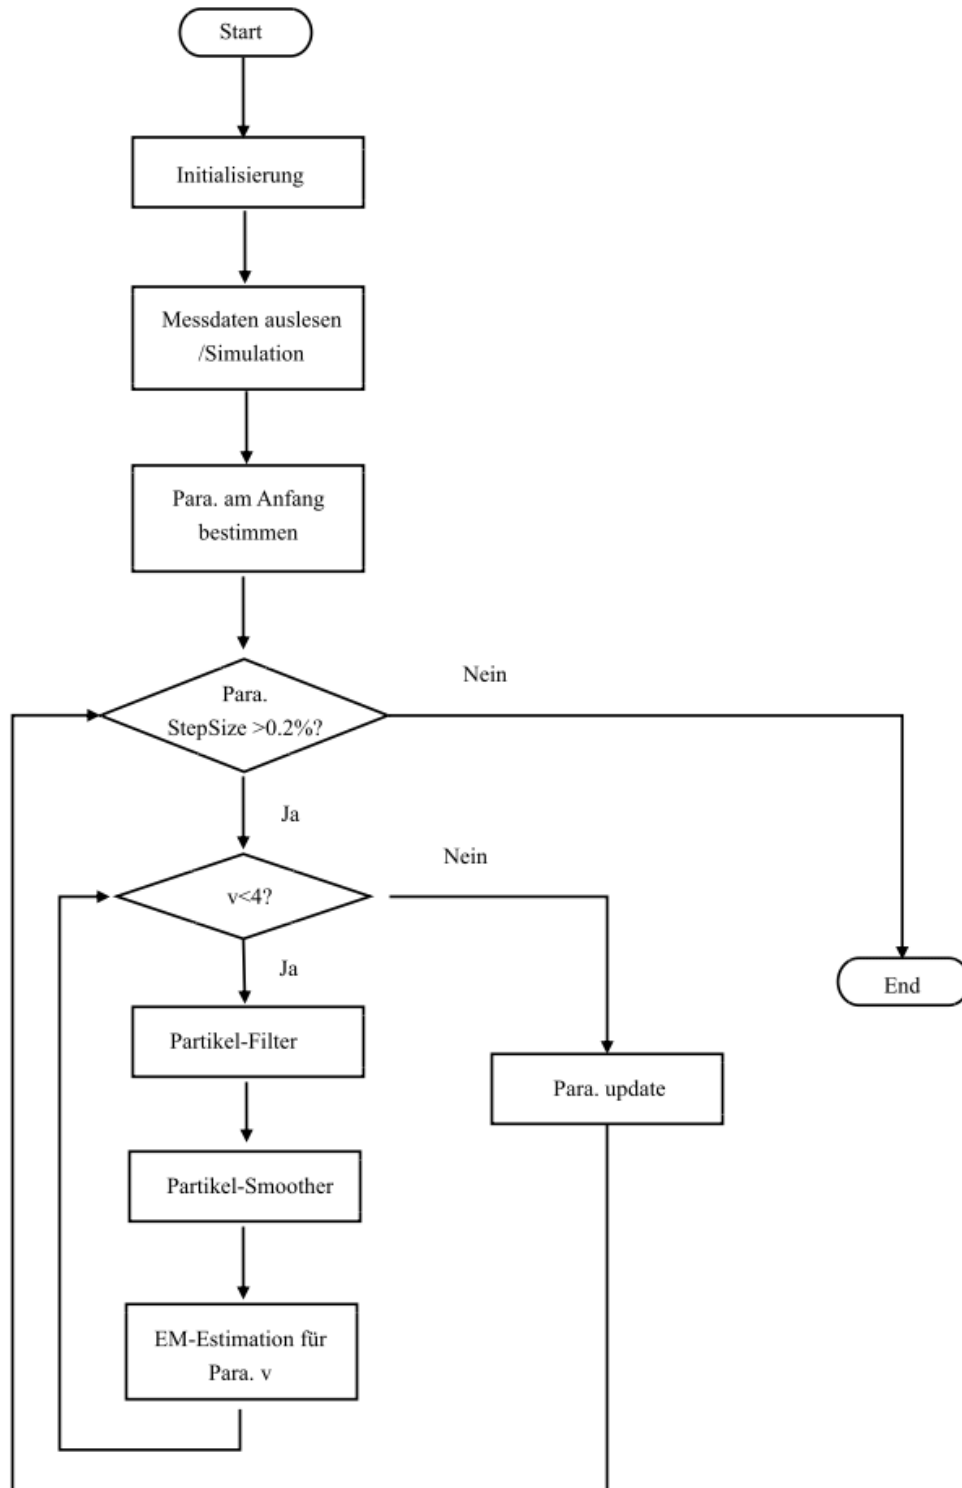 Start
Initialisierung
Messdaten auslesen
/Simulation
Para. am Anfang
bestimmen
Para.
StepSize >0.2%?
Nein
Ja
v<4?
Nein
Ja
Partikel-Filter
Partikel-Smoother
EM-Estimation für
Para. v
Para. update
End